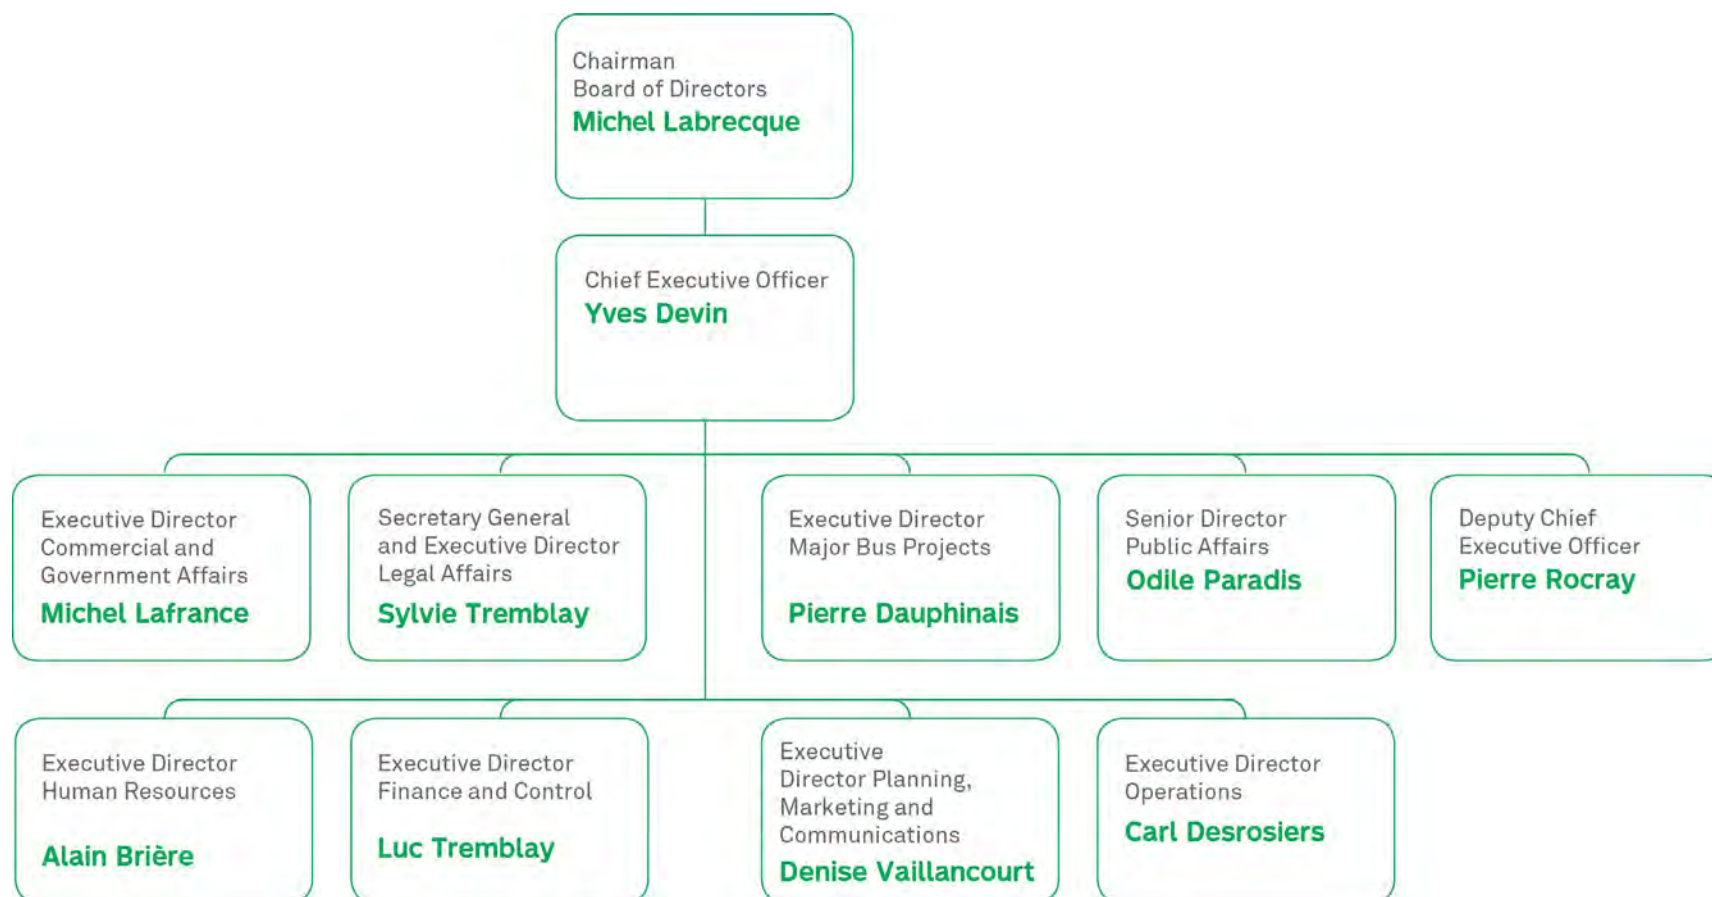 Chairman
Board of Directors
Michel Labrecque
Chief Executive Officer
Yves Devin
Executive Director
Commercial and
Government Affairs
Michel Lafrance
Secretary General
and Executive Director
Legal Affairs
Sylvie Tremblay
Executive Director
Major Bus Projects
Pierre Dauphinais
Senior Director
Public Affairs
Odile Paradis
Deputy Chief
Executive Officer
Pierre Rocray
Executive Director
Human Resources
Alain Brière
Executive Director
Finance and Control
Luc Tremblay
Executive
Director Planning,
Marketing and
Communications
Denise Vaillancourt
Executive Director
Operations
Carl Desrosiers